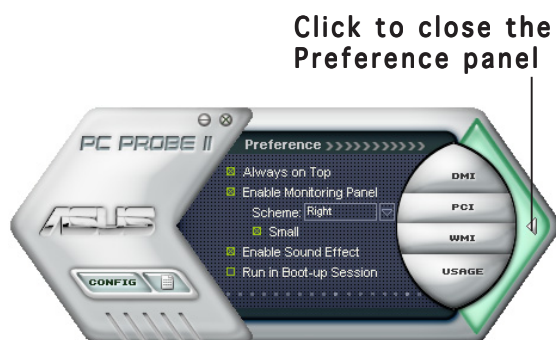 Click to close the
Preference panel
PC PROBE II
Preference >>>>>>>>>>>
Always on Top
Enable Monitoring Panel
Scheme: Right
Small
Enable Sound Effect
Run in Boot-up Session
DMI
PCI
WMI
USAGE
ASUS
CONFIG